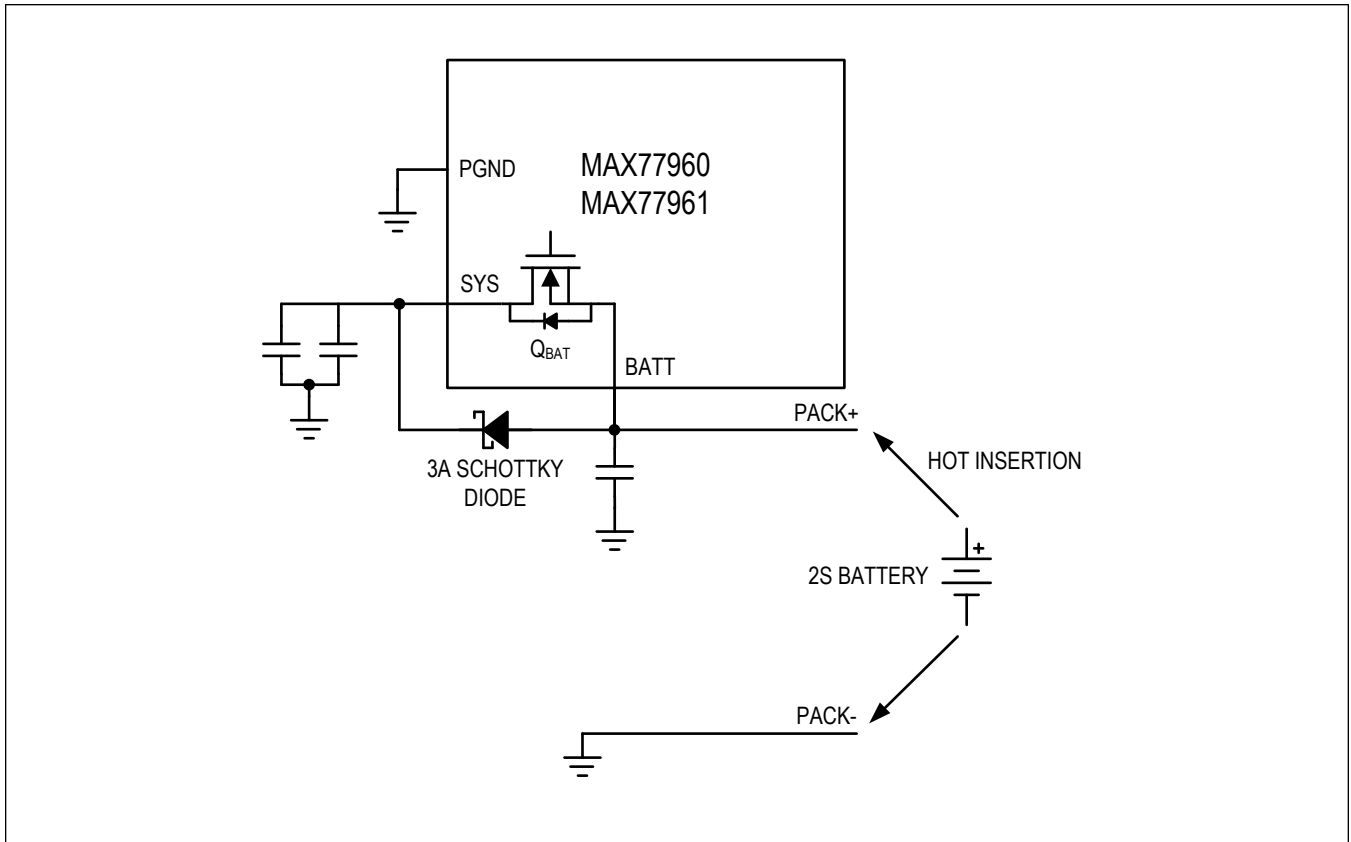 MAX77960
MAX77961
PGND
SYS
QBAT
BATT
PACK+
3A SCHOTTKY
DIODE
HOT INSERTION
+
2S BATTERY
PACK-